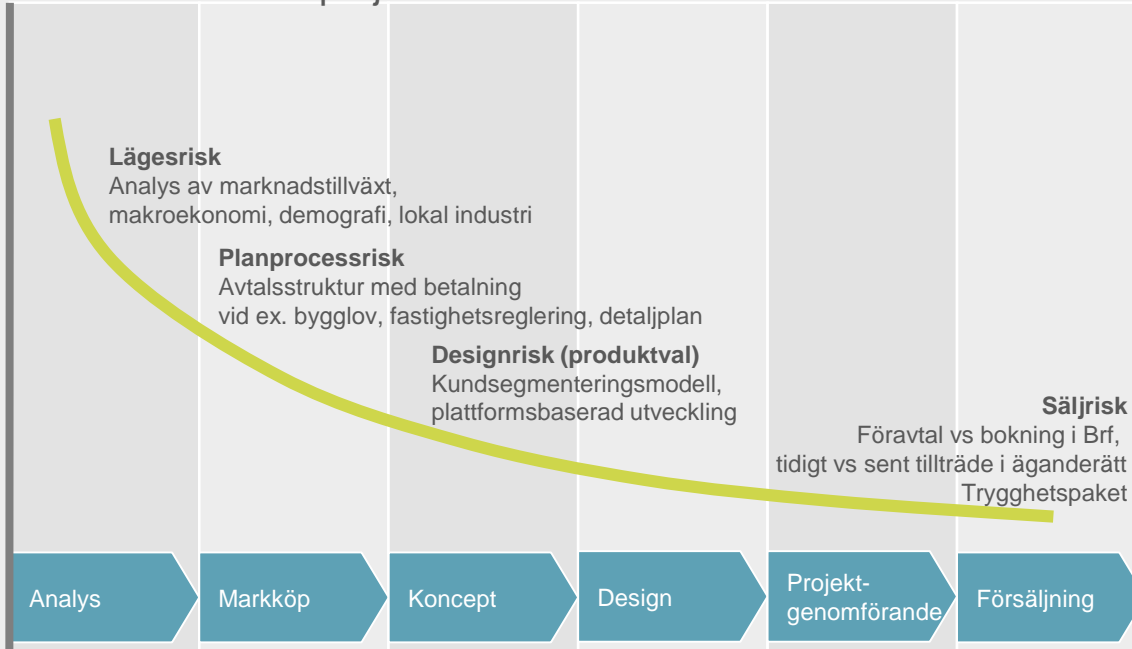 Lägesrisk
Analys av marknadstillväxt,
makroekonomi, demografi, lokal industri
Planprocessrisk
Avtalsstruktur med betalning
vid ex. bygglov, fastighetsreglering, detaljplan
Designrisk (produktval)
Kundsegmenteringsmodell,
plattformsbaserad utveckling
Säljrisk
Föravtal vs bokning i Brf,
tidigt vs sent tillträde i äganderätt
Trygghetspaket
Analys
Markköp
Koncept
Design
Projekt-
genomförande
Försäljning